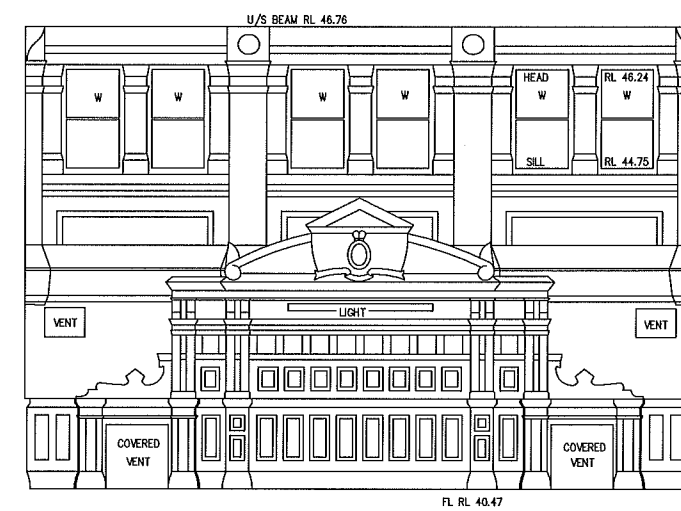 U/S BEAM RL 46.76
W W W W
HEAD RL 46.24
W W
SILL RL 44.75
LIGHT
VENT VENT
COVERED VENT
COVERED VENT
FL RL 40.47